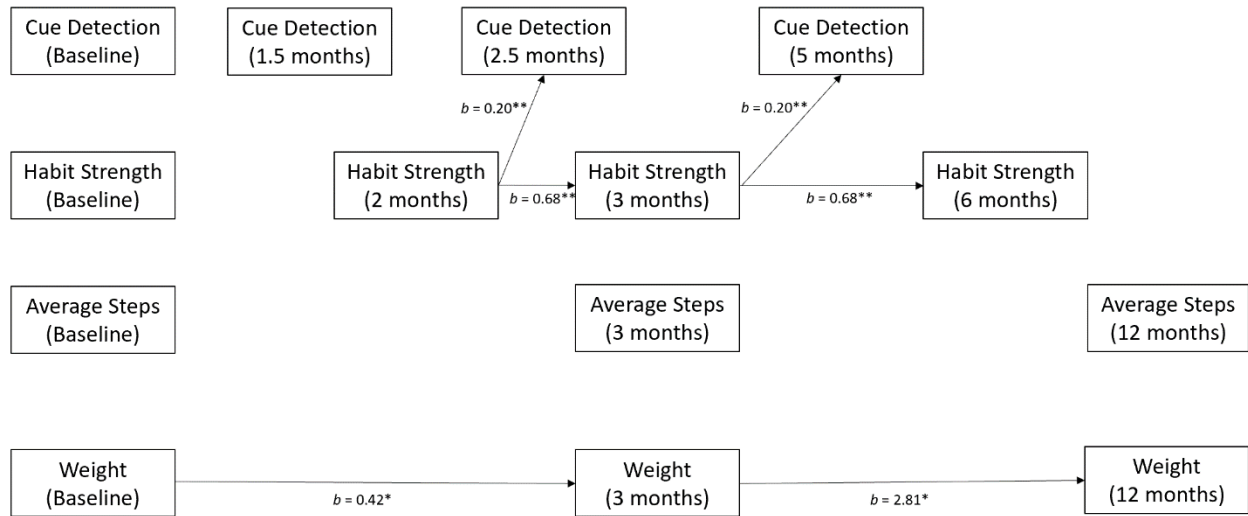 Cue Detection
(Baseline)
Cue Detection
(1.5 months)
Cue Detection
(2.5 months)
Cue Detection
(5 months)
b = 0.20**
b = 0.20**
Habit Strength
(Baseline)
Habit Strength
(2 months)
b = 0.68**
Habit Strength
(3 months)
b = 0.68**
Habit Strength
(6 months)
Average Steps
(Baseline)
Average Steps
(3 months)
Average Steps
(12 months)
Weight
(Baseline)
b = 0.42*
Weight
(3 months)
b = 2.81*
Weight
(12 months)